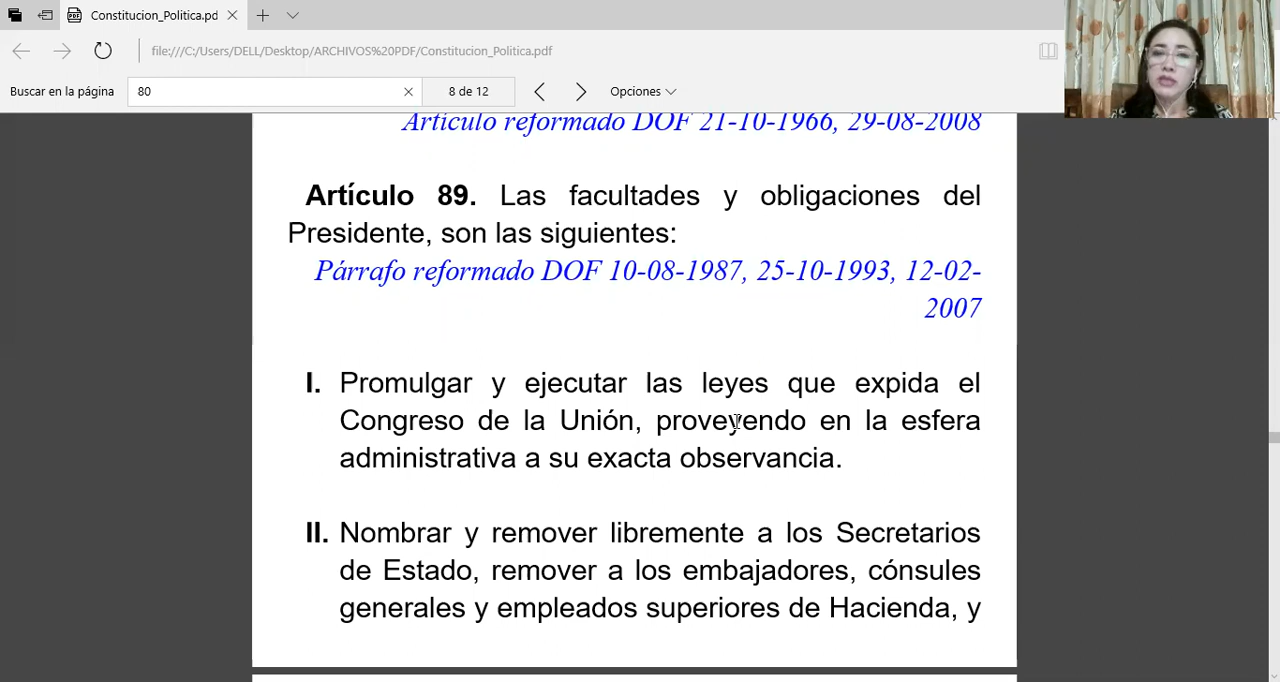 Constitucion_Politica.pd
file:///C:/Users/DELL/Desktop/ARCHIVOS%20PDF/Constitucion_Politica.pdf
Buscar en la página 80 8 de 12 Opciones
Artículo reformado DOF 21-10-1966, 29-08-2008
Artículo 89. Las facultades y obligaciones del
Presidente, son las siguientes:
Párrafo reformado DOF 10-08-1987, 25-10-1993, 12-02-
2007
I. Promulgar y ejecutar las leyes que expida el
Congreso de la Unión, proveyendo en la esfera
administrativa a su exacta observancia.
II. Nombrar y remover libremente a los Secretarios
de Estado, remover a los embajadores, cónsules
generales y empleados superiores de Hacienda, y